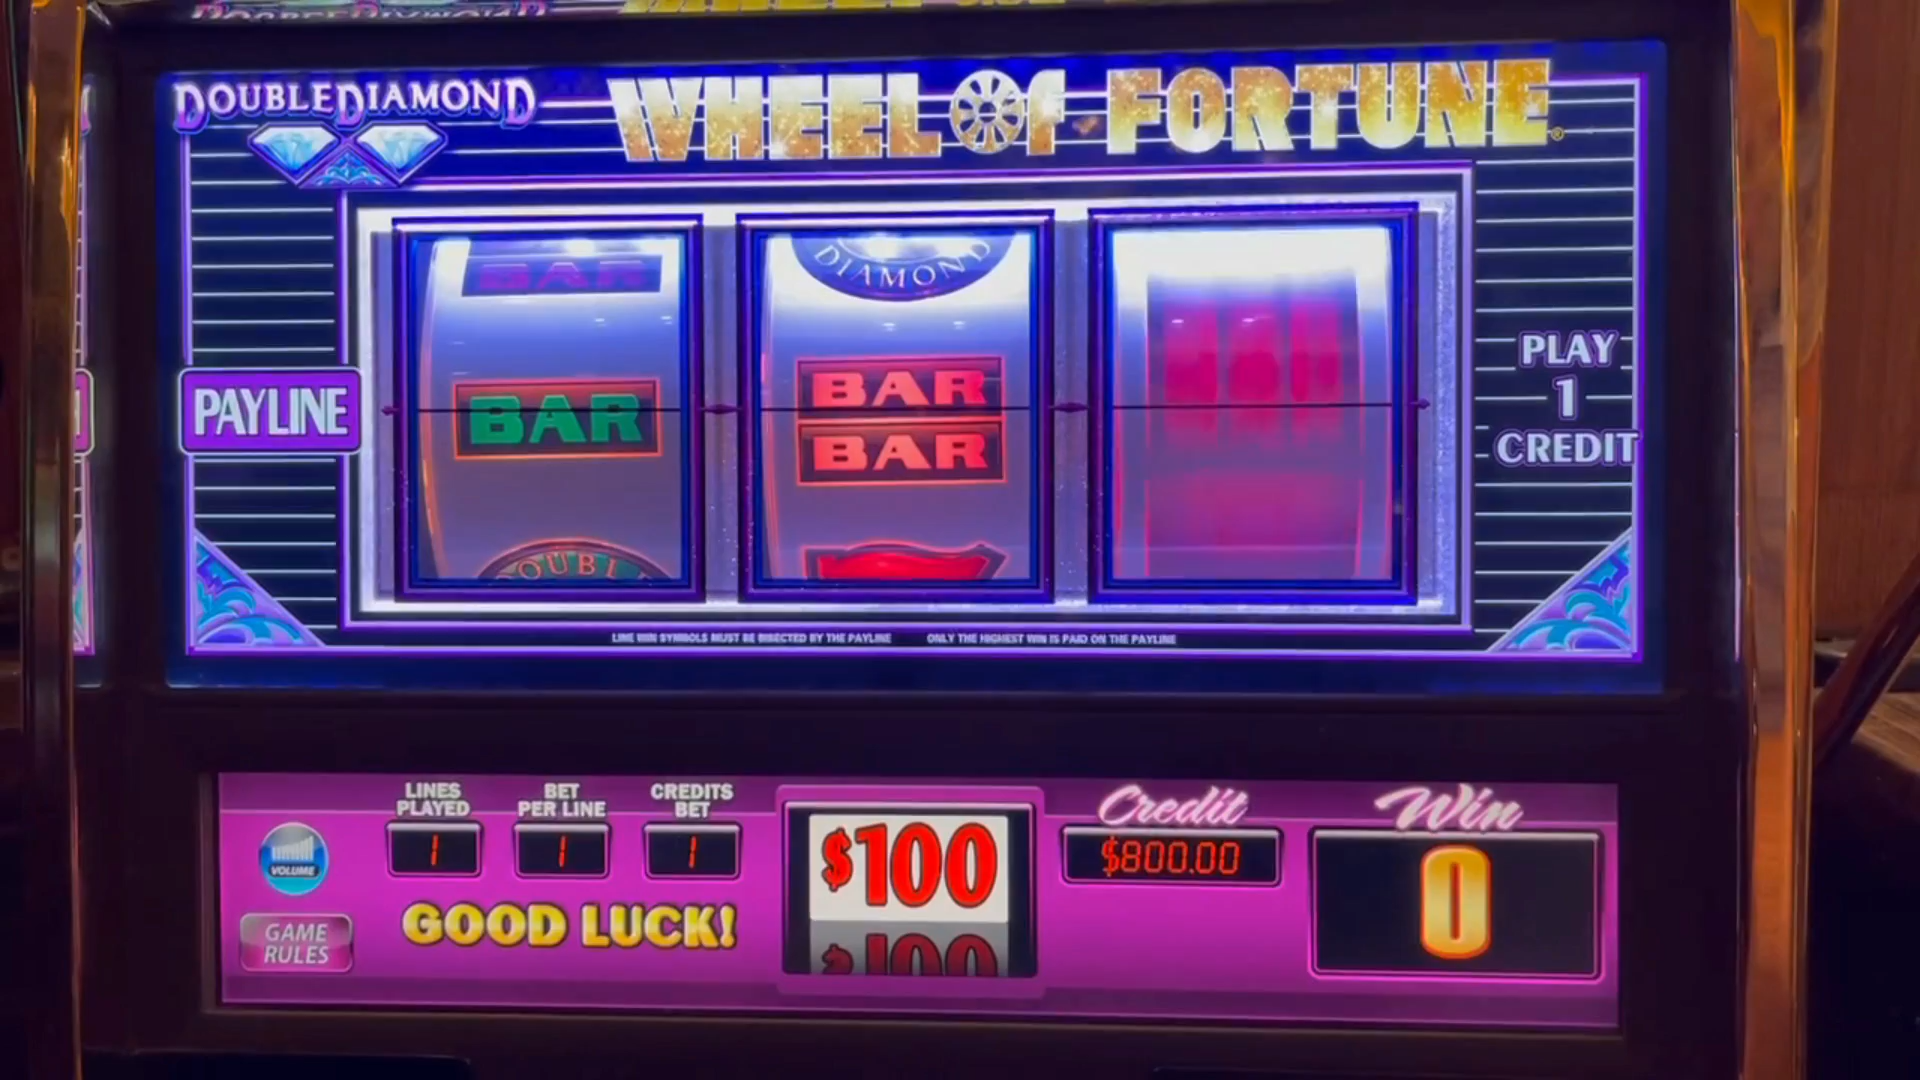 DOUBLE DIAMOND
WHEEL OF FORTUNE®
BAR
DIAMOND
BAR
BAR
BAR
DOUBL
PAYLINE
PLAY
1
CREDIT
LINE WIN SYMBOLS MUST BE BISECTED BY THE PAYLINE
ONLY THE HIGHEST WIN IS PAID ON THE PAYLINE
LINES
PLAYED
1
BET
PER LINE
1
CREDITS
BET
1
VOLUME
GAME
RULES
GOOD LUCK!
$100
Credit
$800.00
Win
0